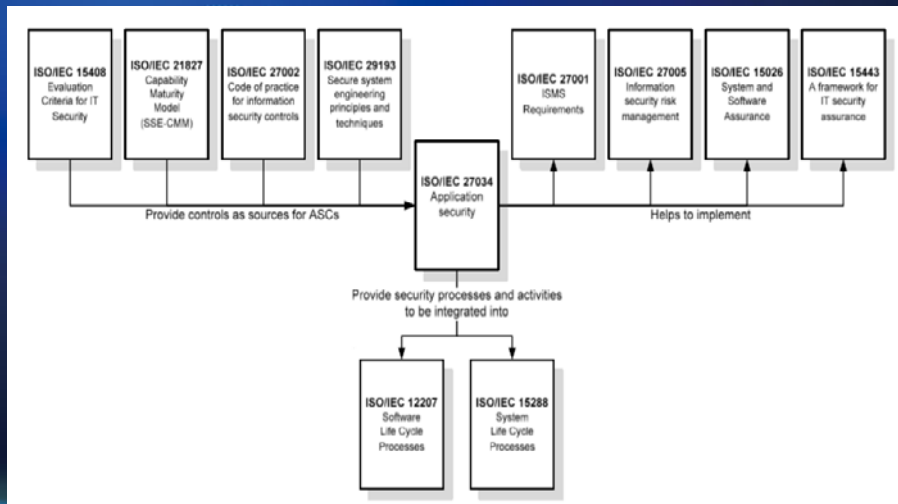 ISO/IEC 15408
Evaluation
Criteria for IT
Security
ISO/IEC 21827
Capability
Maturity
Model
(SSE-CMM)
ISO/IEC 27002
Code of practice
for information
security controls
ISO/IEC 29193
Secure system
engineering
principles and
techniques
ISO/IEC 27001
ISMS
Requirements
ISO/IEC 27005
Information
security risk
management
ISO/IEC 15026
System and
Software
Assurance
ISO/IEC 15443
A framework for
IT security
assurance
ISO/IEC 27034
Application
security
Provide controls as sources for ASCs
Helps to implement
Provide security processes and activities
to be integrated into
ISO/IEC 12207
Software
Life Cycle
Processes
ISO/IEC 15288
System
Life Cycle
Processes